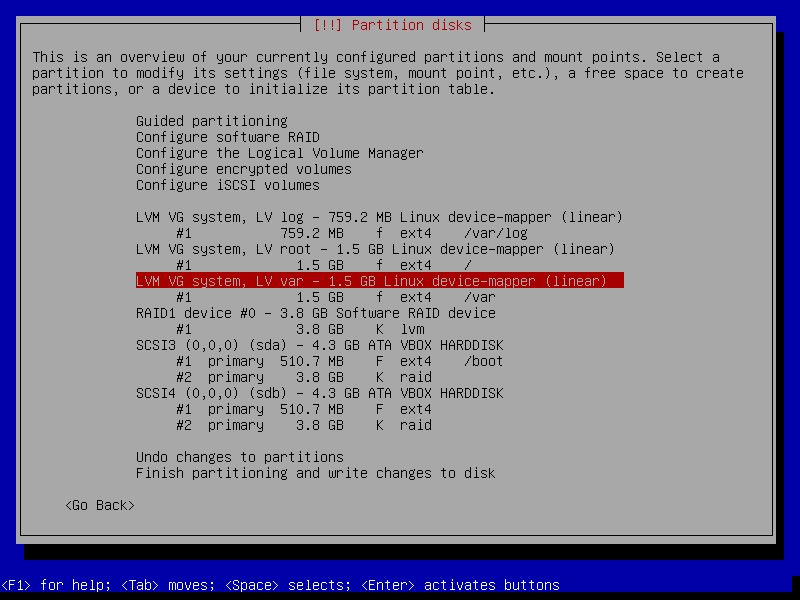 [!!] Partition disks
This is an overview of your currently configured partitions and mount points. Select a
partition to modify its settings (file system, mount point, etc.), a free space to create
partitions, or a device to initialize its partition table.
Guided partitioning
Configure software RAID
Configure the Logical Volume Manager
Configure encrypted volumes
Configure iSCSI volumes
LVM VG system, LV log - 759.2 MB Linux device-mapper (linear)
#1 759.2 MB f ext4 /var/log
LVM VG system, LV root - 1.5 GB Linux device-mapper (linear)
#1 1.5 GB f ext4 /
LVM VG system, LV var - 1.5 GB Linux device-mapper (linear)
#1 1.5 GB f ext4 /var
RAID1 device #0 - 3.8 GB Software RAID device
#1 3.8 GB K lvm
SCSI3 (0,0,0) (sda) - 4.3 GB ATA VBOX HARDDISK
#1 primary 510.7 MB F ext4 /boot
#2 primary 3.8 GB K raid
SCSI4 (0,0,0) (sdb) - 4.3 GB ATA VBOX HARDDISK
#1 primary 510.7 MB F ext4
#2 primary 3.8 GB K raid
Undo changes to partitions
Finish partitioning and write changes to disk
<Go Back>
<F1> for help; <Tab> moves; <Space> selects; <Enter> activates buttons